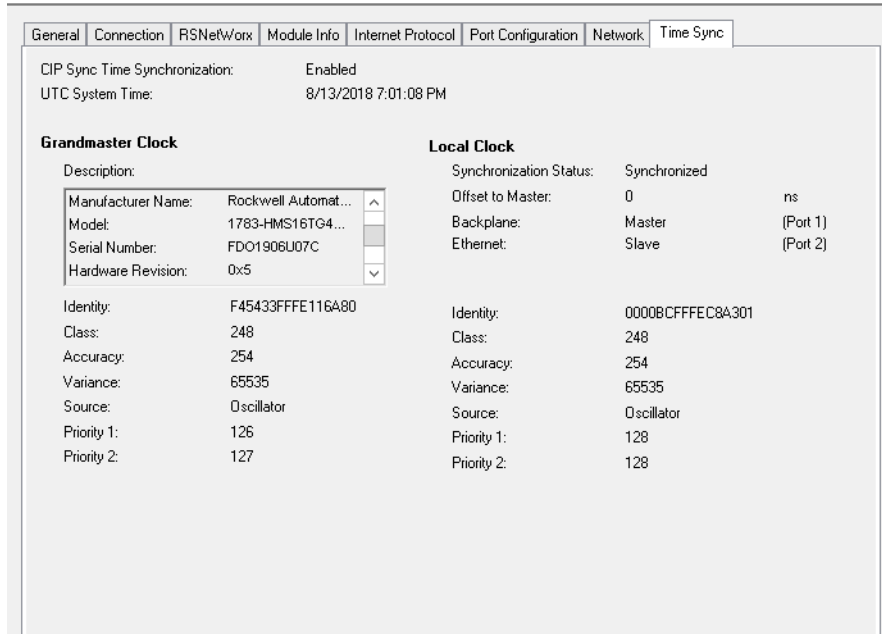 General Connection RSNetWorx Module Info Internet Protocol Port Configuration Network Time Sync
CIP Sync Time Synchronization: Enabled
UTC System Time: 8/13/2018 7:01:08 PM
Grandmaster Clock
Description:
Manufacturer Name: Rockwell Automat...
Model: 1783-HMS16TG4...
Serial Number: FDO1906U07C
Hardware Revision: 0x5
Identity: F45433FFFE116A80
Class: 248
Accuracy: 254
Variance: 65535
Source: Oscillator
Priority 1: 126
Priority 2: 127
Local Clock
Synchronization Status: Synchronized
Offset to Master: 0 ns
Backplane: Master (Port 1)
Ethernet: Slave (Port 2)
Identity: 0000BCFFFEC8A301
Class: 248
Accuracy: 254
Variance: 65535
Source: Oscillator
Priority 1: 128
Priority 2: 128